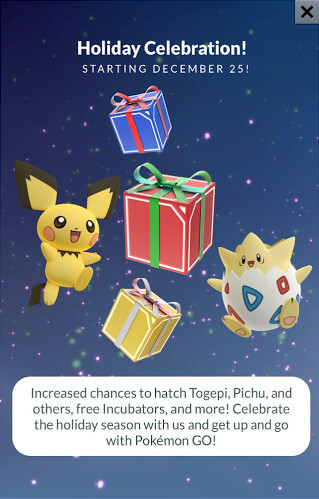 Holiday Celebration!
STARTING DECEMBER 25!
Increased chances to hatch Togepi, Pichu, and
others, free Incubators, and more! Celebrate
the holiday season with us and get up and go
with Pokémon GO!